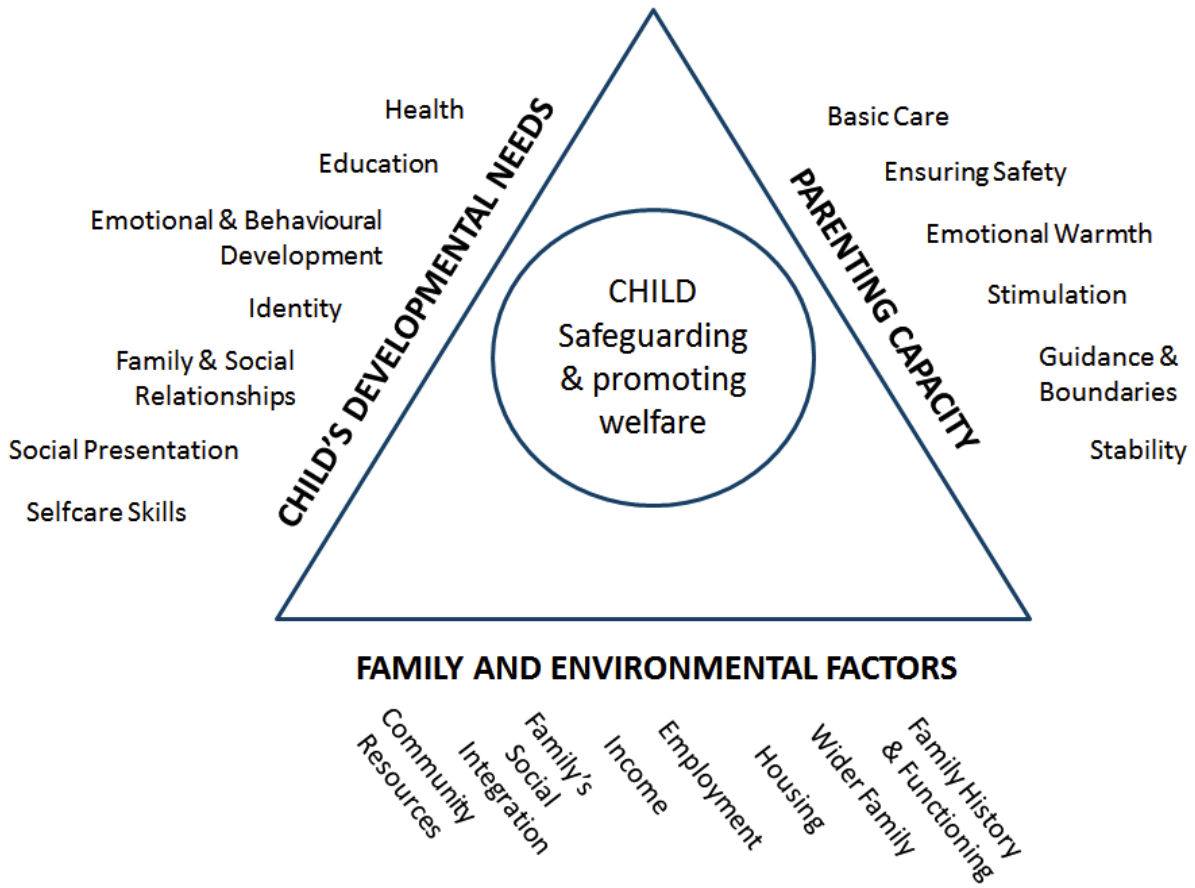 Health
Education
Emotional & Behavioural
Development
Identity
Family & Social
Relationships
Social Presentation
Selfcare Skills
CHILD'S DEVELOPMENTAL NEEDS
CHILD
Safeguarding
& promoting
welfare
PARENTING CAPACITY
Basic Care
Ensuring Safety
Emotional Warmth
Stimulation
Guidance &
Boundaries
Stability
FAMILY AND ENVIRONMENTAL FACTORS
Community
Resources
Family's
Social
Integration
Income
Employment
Housing
Wider Family
Family History
& Functioning